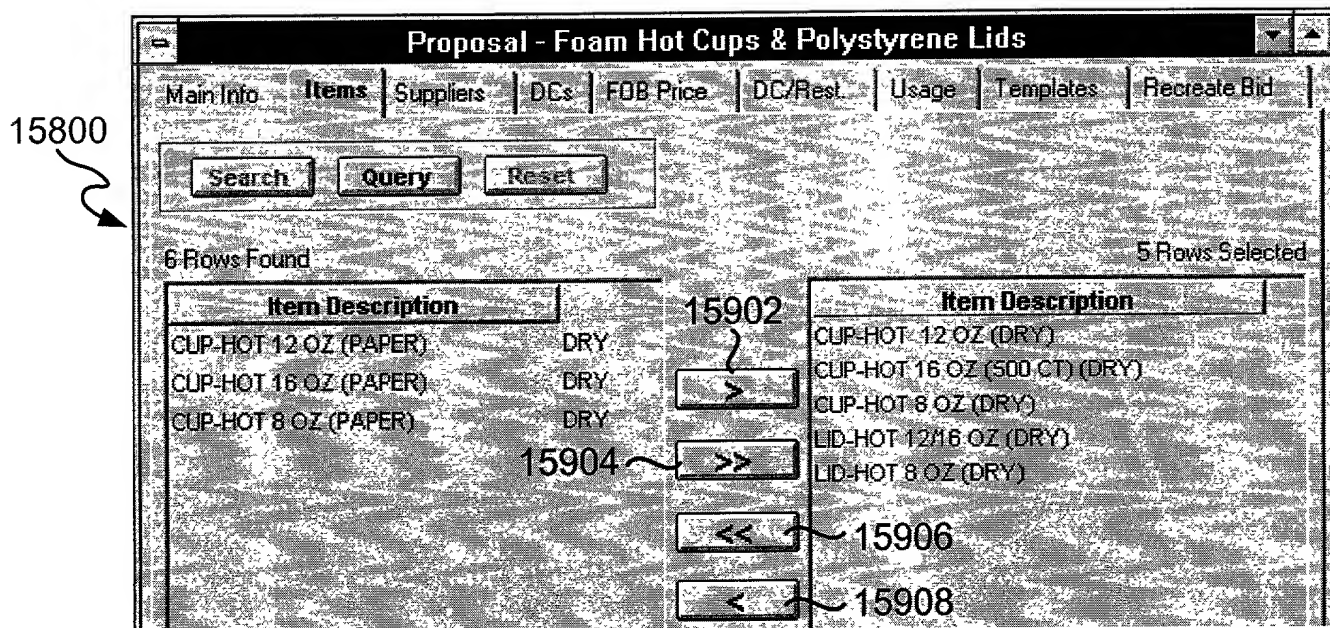 Proposal - Foam Hot Cups & Polystyrene Lids
Main Info Items Suppliers DCs FOB Price DC/Rest. Usage Templates Recreate Bid
15800
Search Query Reset
6 Rows Found 5 Rows Selected
Item Description 15902 Item Description
CUP-HOT 12 OZ (PAPER) DRY CUP-HOT 12 OZ (DRY)
CUP-HOT 16 OZ (PAPER) DRY > CUP-HOT 16 OZ (500 CT) (DRY)
CUP-HOT 8 OZ (PAPER) DRY CUP-HOT 8 OZ (DRY)
LID-HOT 12/16 OZ (DRY)
15904 >> LID-HOT 8 OZ (DRY)
<< 15906
< 15908